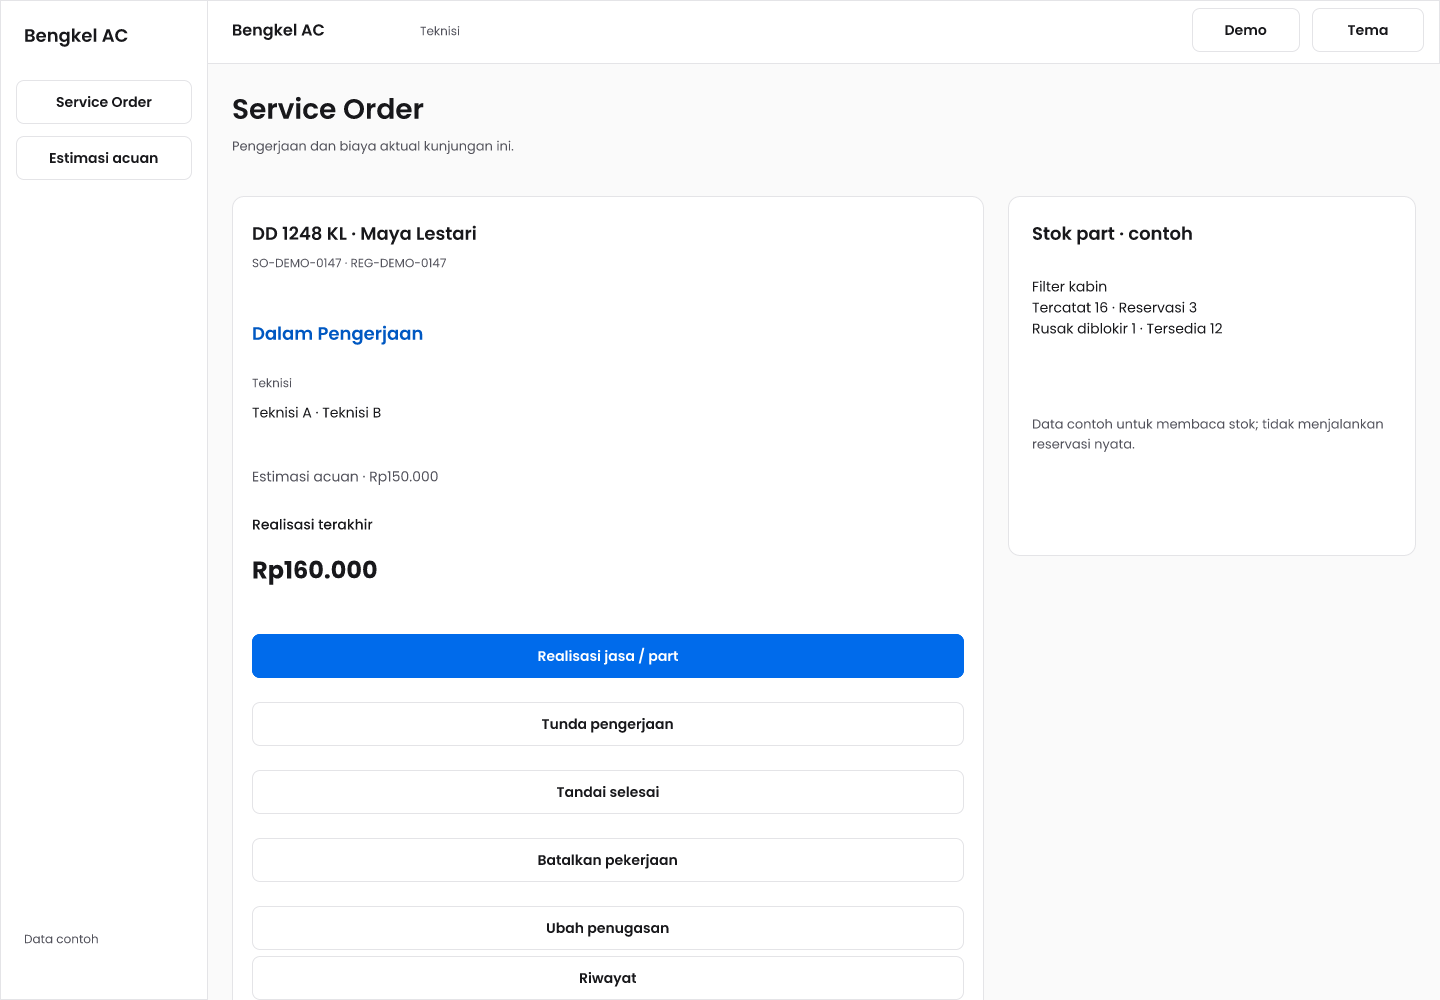 Bengkel AC
Service Order
Estimasi acuan
Data contoh
Bengkel AC
Teknisi
Demo
Tema
Service Order
Pengerjaan dan biaya aktual kunjungan ini.
DD 1248 KL · Maya Lestari
SO-DEMO-0147 · REG-DEMO-0147
Dalam Pengerjaan
Teknisi
Teknisi A · Teknisi B
Estimasi acuan · Rp150.000
Realisasi terakhir
Rp160.000
Realisasi jasa / part
Tunda pengerjaan
Tandai selesai
Batalkan pekerjaan
Ubah penugasan
Riwayat
Stok part · contoh
Filter kabin
Tercatat 16 · Reservasi 3
Rusak diblokir 1 · Tersedia 12
Data contoh untuk membaca stok; tidak menjalankan
reservasi nyata.